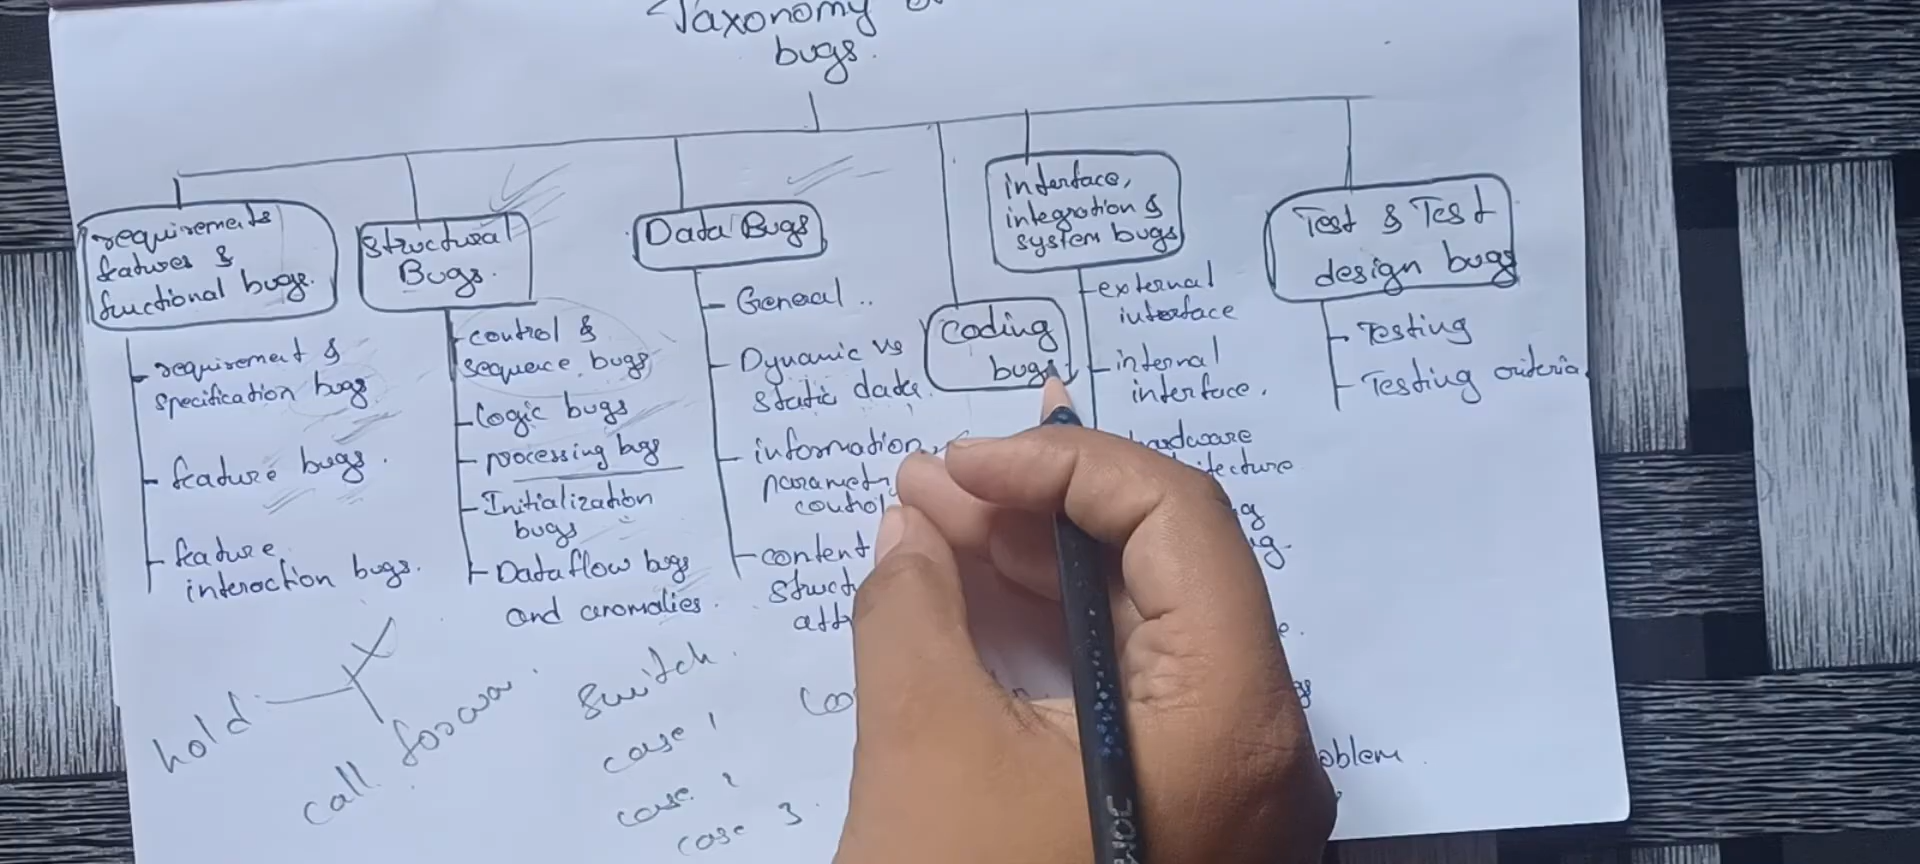 Taxonomy
bugs.
requirements
features &
fuctional bugs.
requirement &
specification bugs
feature bugs.
feature
interaction bugs.
Structural
Bugs.
control &
sequence bugs
Logic bugs
processing bugs
Initialization
bugs
Dataflow bugs
and anomalies.
Data Bugs
General ..
Dynamic vs
static data.
information,
content
Coding
bugs
interface,
integration &
system bugs
external
interface
internal
interface.
hardware
Test & Test
design bugs
Testing
Testing criteria.
hold
call
switch.
case 1
case
case 3.